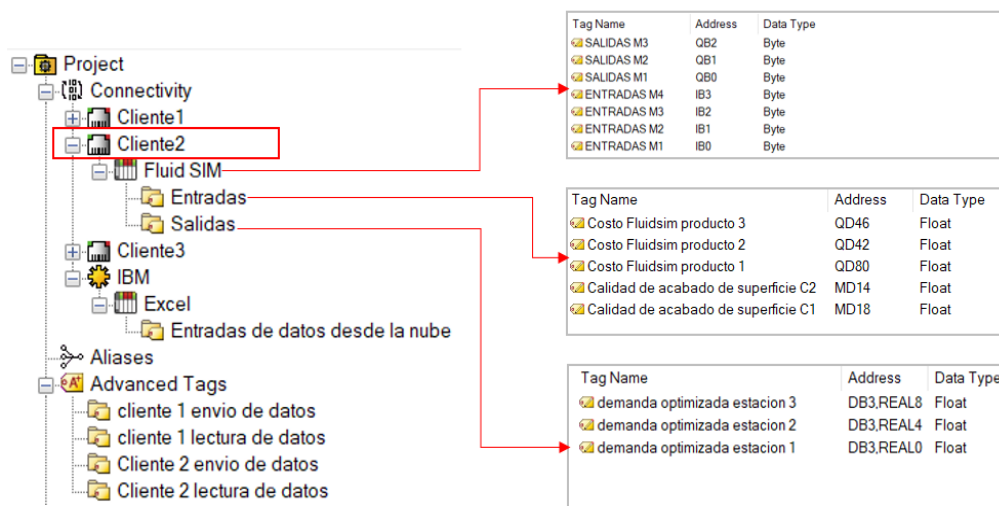 Project
Connectivity
Cliente1
Cliente2
Fluid SIM
Entradas
Salidas
Cliente3
IBM
Excel
Entradas de datos desde la nube
Aliases
Advanced Tags
cliente 1 envio de datos
cliente 1 lectura de datos
Cliente 2 envio de datos
Cliente 2 lectura de datos
Tag Name Address Data Type
SALIDAS M3 QB2 Byte
SALIDAS M2 QB1 Byte
SALIDAS M1 QB0 Byte
ENTRADAS M4 IB3 Byte
ENTRADAS M3 IB2 Byte
ENTRADAS M2 IB1 Byte
ENTRADAS M1 IB0 Byte
Tag Name Address Data Type
Costo Fluidsim producto 3 QD46 Float
Costo Fluidsim producto 2 QD42 Float
Costo Fluidsim producto 1 QD80 Float
Calidad de acabado de superficie C2 MD14 Float
Calidad de acabado de superficie C1 MD18 Float
Tag Name Address Data Type
demanda optimizada estacion 3 DB3,REAL8 Float
demanda optimizada estacion 2 DB3,REAL4 Float
demanda optimizada estacion 1 DB3,REAL0 Float